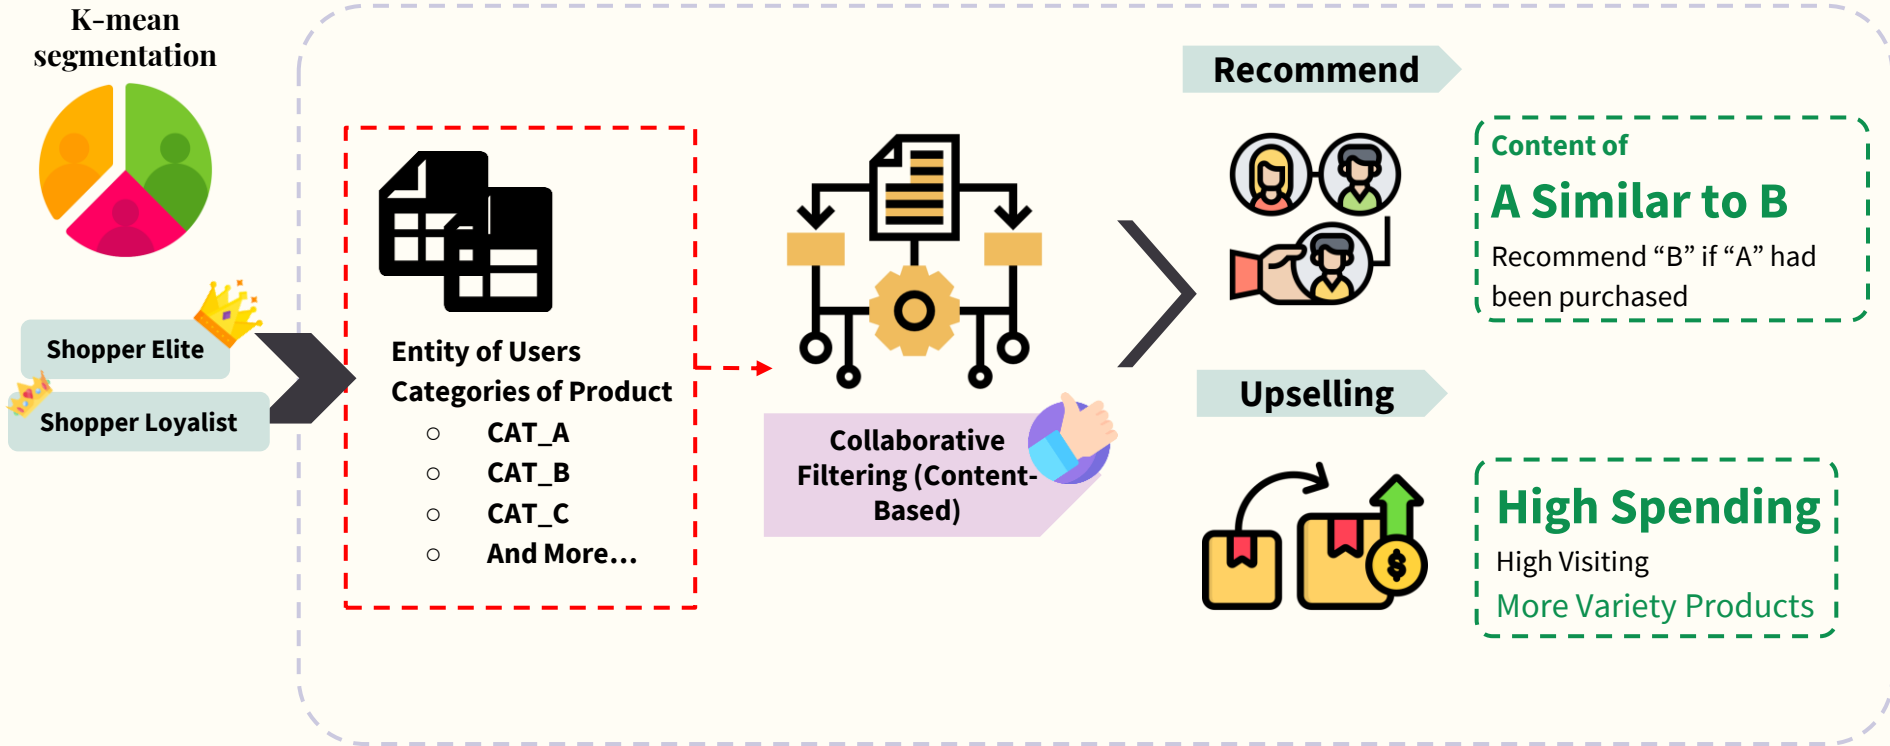 K-mean
segmentation
Shopper Elite
Shopper Loyalist
Entity of Users
Categories of Product
○ CAT_A
○ CAT_B
○ CAT_C
○ And More...
Collaborative
Filtering (Content-
Based)
Recommend
Content of
A Similar to B
Recommend “B” if “A” had
been purchased
Upselling
$
High Spending
High Visiting
More Variety Products